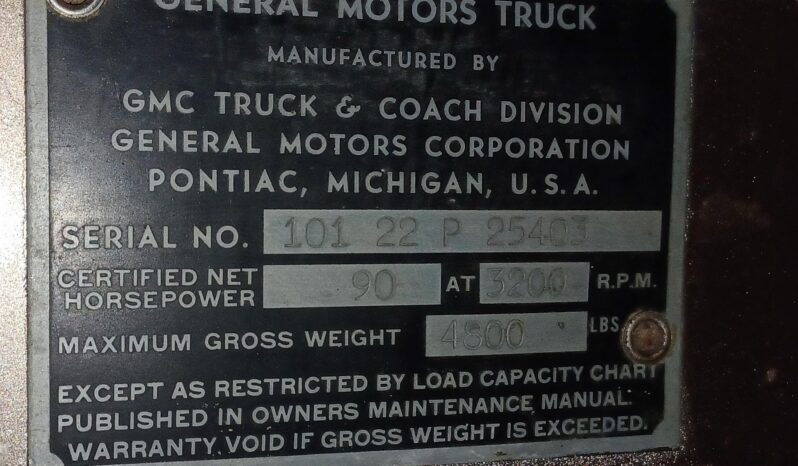 GENERAL MOTORS TRUCK
MANUFACTURED BY
GMC TRUCK & COACH DIVISION
GENERAL MOTORS CORPORATION
PONTIAC, MICHIGAN, U.S.A.
SERIAL NO. 101 22 P 25403
CERTIFIED NET HORSEPOWER 90 AT 3200 R.P.M.
MAXIMUM GROSS WEIGHT 4800 LBS
EXCEPT AS RESTRICTED BY LOAD CAPACITY CHART
PUBLISHED IN OWNERS MAINTENANCE MANUAL.
WARRANTY VOID IF GROSS WEIGHT IS EXCEEDED.